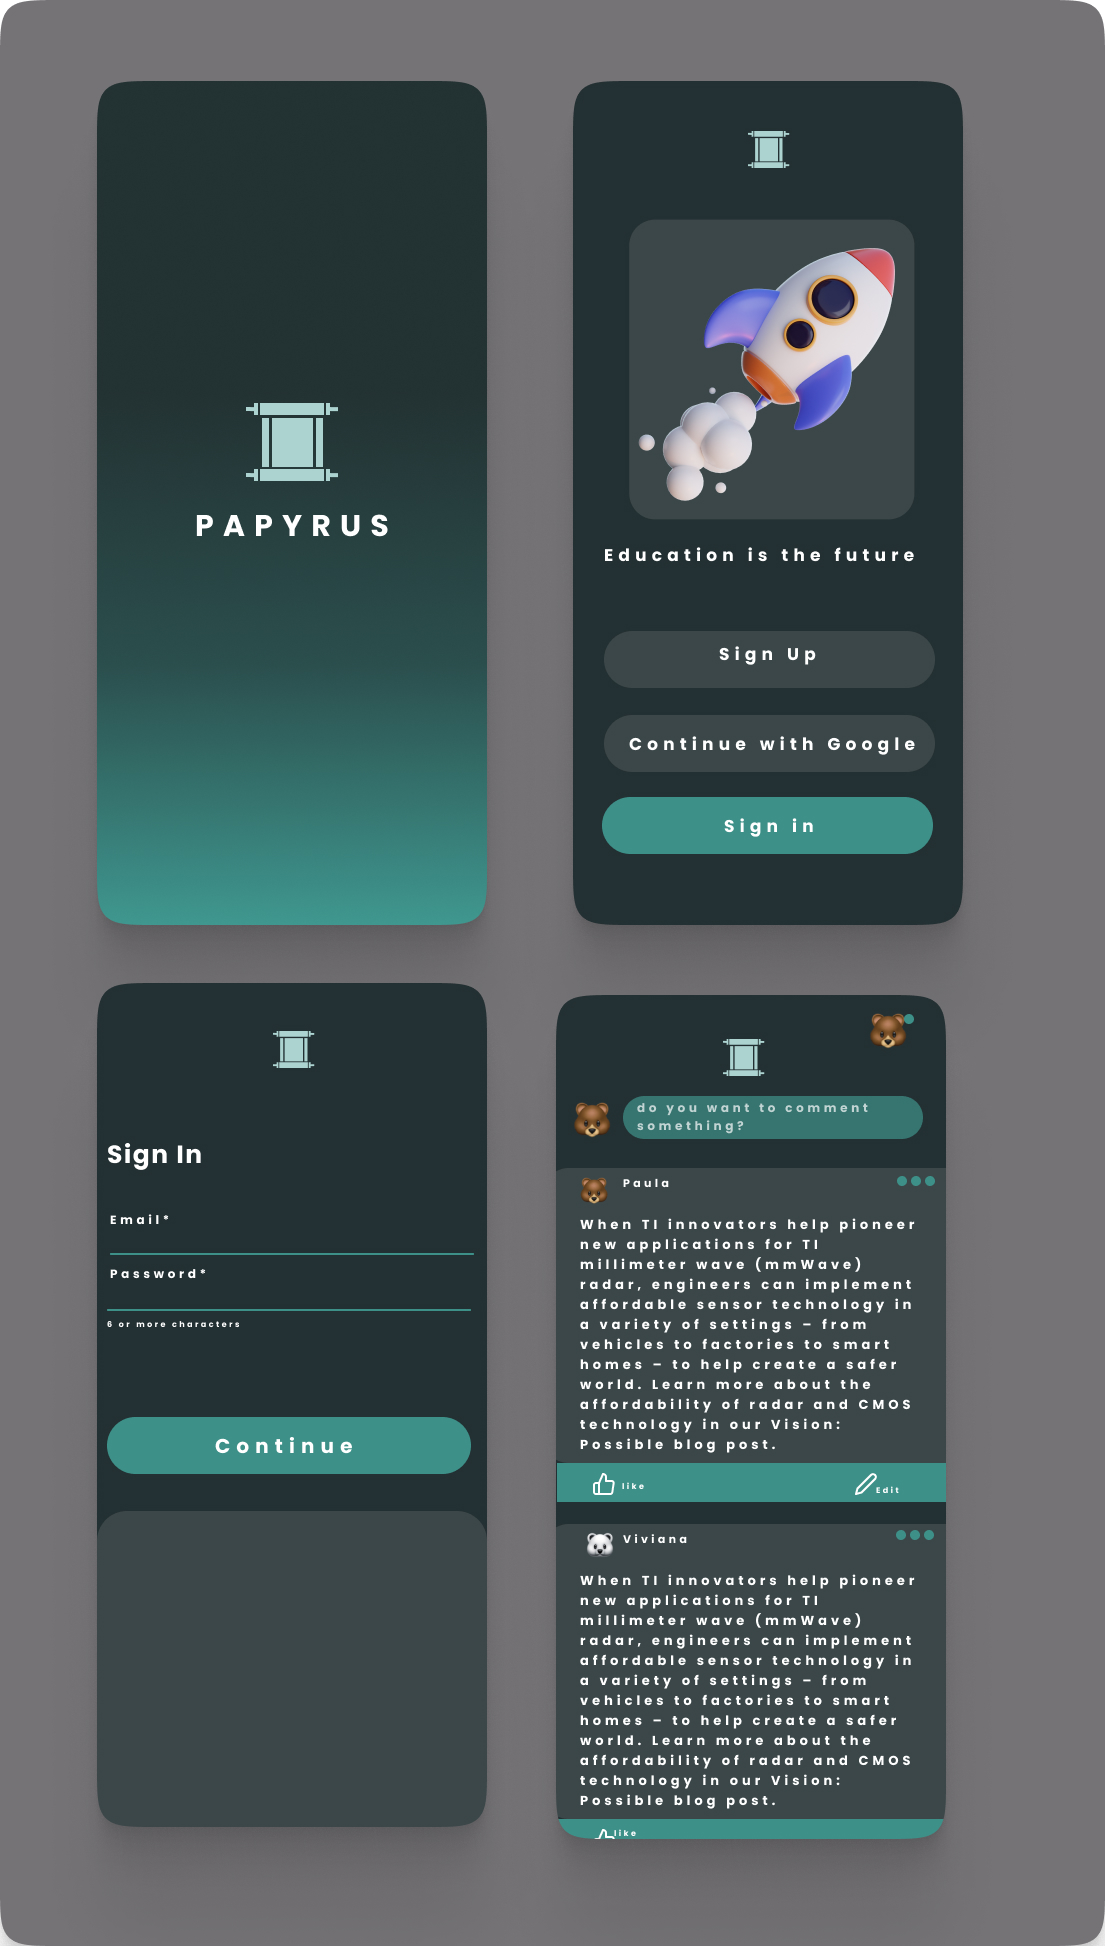 PAPYRUS
Education is the future
Sign Up
Continue with Google
Sign in
Sign In
Email*
Password*
6 or more characters
Continue
do you want to comment
something?
Paula
When TI innovators help pioneer
new applications for TI
millimeter wave (mmWave)
radar, engineers can implement
affordable sensor technology in
a variety of settings – from
vehicles to factories to smart
homes – to help create a safer
world. Learn more about the
affordability of radar and CMOS
technology in our Vision:
Possible blog post.
like
Edit
Viviana
When TI innovators help pioneer
new applications for TI
millimeter wave (mmWave)
radar, engineers can implement
affordable sensor technology in
a variety of settings – from
vehicles to factories to smart
homes – to help create a safer
world. Learn more about the
affordability of radar and CMOS
technology in our Vision:
Possible blog post.
like